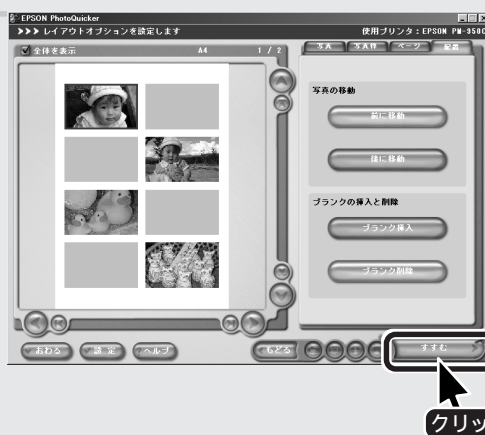 EPSON PhotoQuicker
>>> レイアウトオプションを設定します
使用プリンタ：EPSON PM-950C
全体を表示 A4 1 / 2
写真 写真枠 ページ 配置
写真の移動
前に移動
後に移動
ブランクの挿入と削除
ブランク挿入
ブランク削除
おわる 設定 ヘルプ もどる すすむ
クリッ